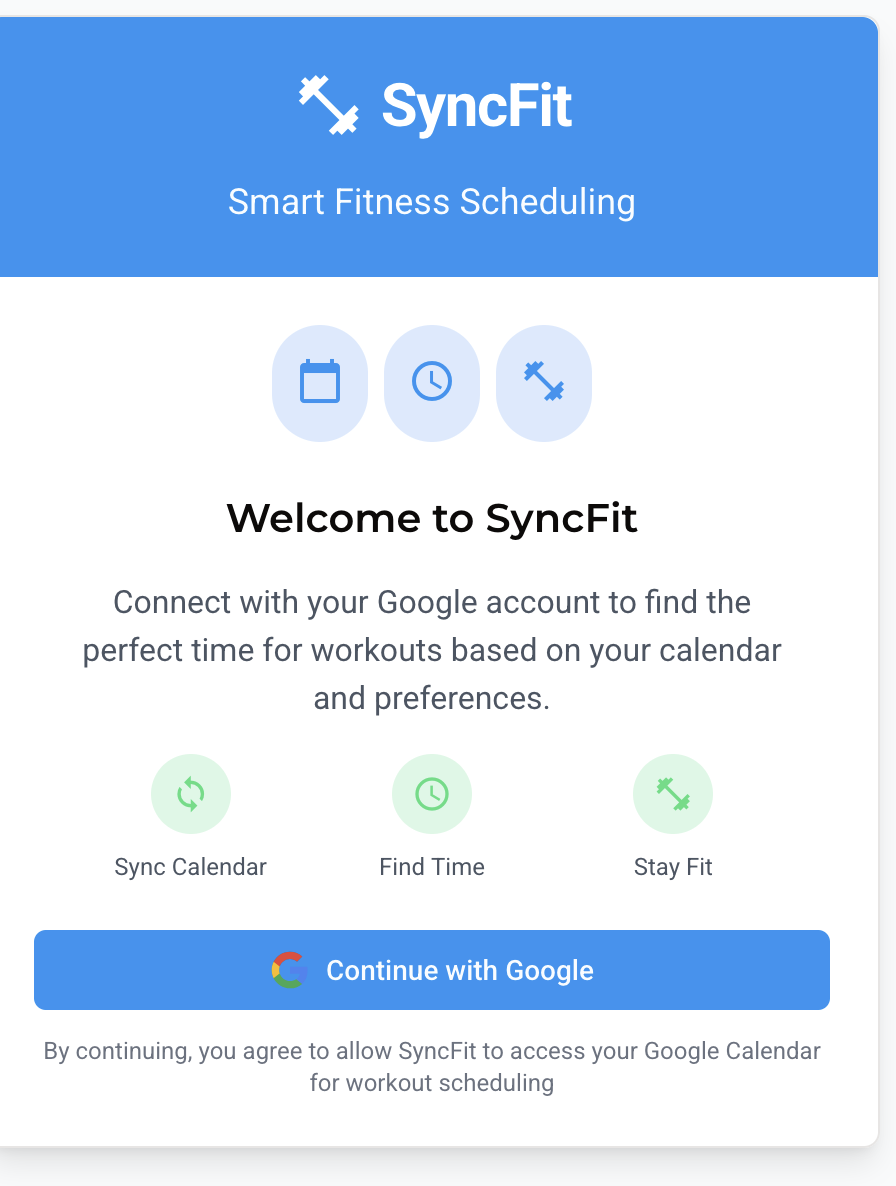 SyncFit
Smart Fitness Scheduling
Welcome to SyncFit
Connect with your Google account to find the
perfect time for workouts based on your calendar
and preferences.
Sync Calendar
Find Time
Stay Fit
Continue with Google
By continuing, you agree to allow SyncFit to access your Google Calendar
for workout scheduling